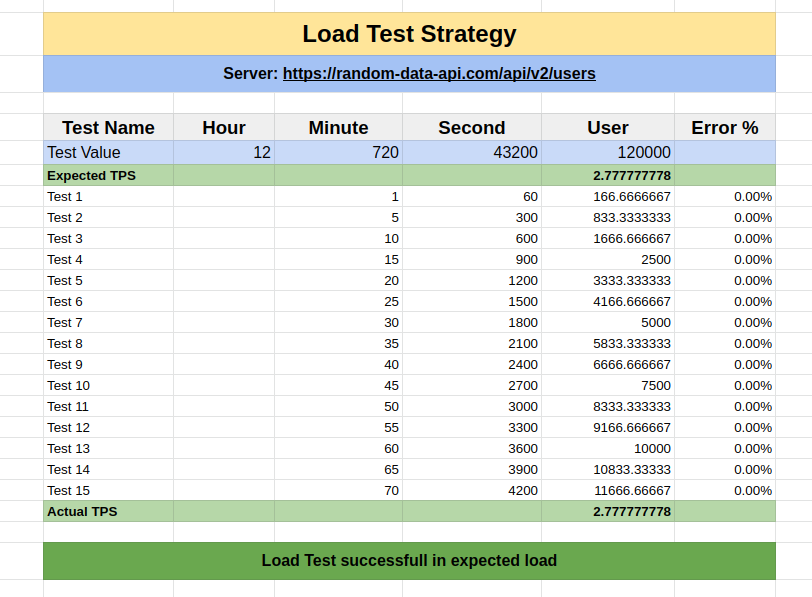 Load Test Strategy
Server: https://random-data-api.com/api/v2/users
Test Name Hour Minute Second User Error %
Test Value 12 720 43200 120000
Expected TPS 2.777777778
Test 1 1 60 166.6666667 0.00%
Test 2 5 300 833.3333333 0.00%
Test 3 10 600 1666.666667 0.00%
Test 4 15 900 2500 0.00%
Test 5 20 1200 3333.333333 0.00%
Test 6 25 1500 4166.666667 0.00%
Test 7 30 1800 5000 0.00%
Test 8 35 2100 5833.333333 0.00%
Test 9 40 2400 6666.666667 0.00%
Test 10 45 2700 7500 0.00%
Test 11 50 3000 8333.333333 0.00%
Test 12 55 3300 9166.666667 0.00%
Test 13 60 3600 10000 0.00%
Test 14 65 3900 10833.33333 0.00%
Test 15 70 4200 11666.66667 0.00%
Actual TPS 2.777777778
Load Test successfull in expected load